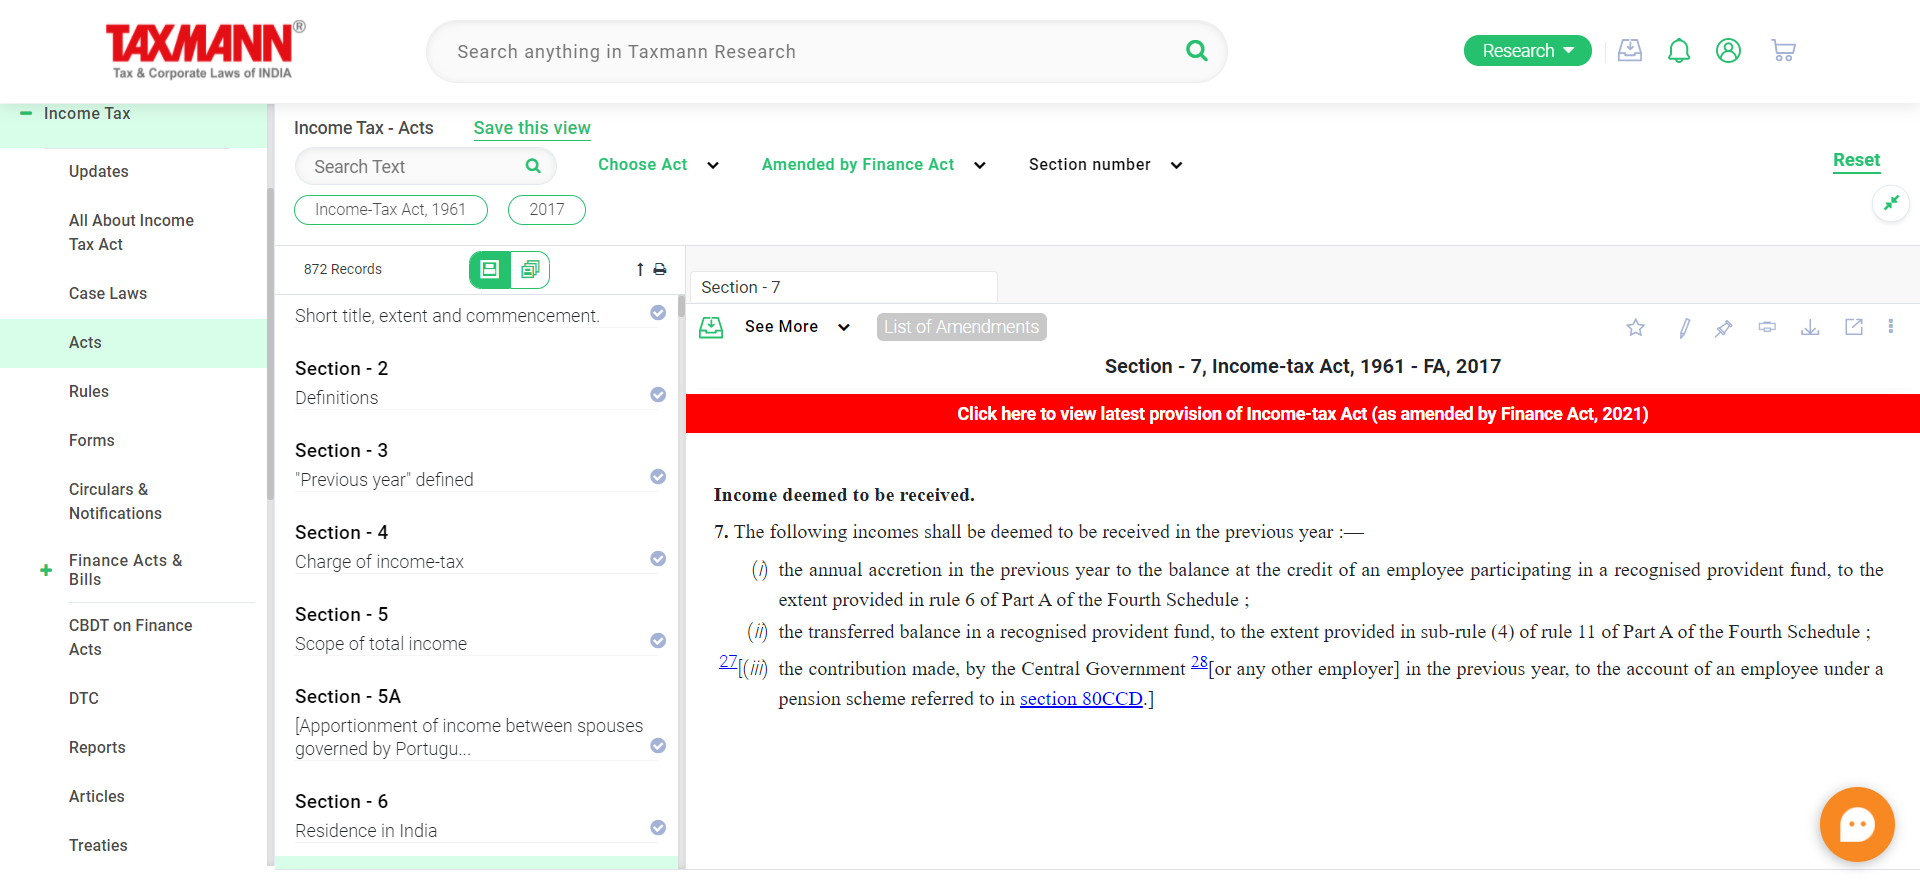 TAXMANN®
Tax & Corporate Laws of INDIA
Search anything in Taxmann Research
Research
Income Tax
Updates
All About Income
Tax Act
Case Laws
Acts
Rules
Forms
Circulars &
Notifications
Finance Acts &
Bills
CBDT on Finance
Acts
DTC
Reports
Articles
Treaties
Income Tax - Acts
Save this view
Search Text
Choose Act
Amended by Finance Act
Section number
Reset
Income-Tax Act, 1961
2017
872 Records
Short title, extent and commencement.
Section - 2
Definitions
Section - 3
"Previous year" defined
Section - 4
Charge of income-tax
Section - 5
Scope of total income
Section - 5A
[Apportionment of income between spouses
governed by Portugu...
Section - 6
Residence in India
Section - 7
See More
List of Amendments
Section - 7, Income-tax Act, 1961 - FA, 2017
Click here to view latest provision of Income-tax Act (as amended by Finance Act, 2021)
Income deemed to be received.
7. The following incomes shall be deemed to be received in the previous year :—
(i) the annual accretion in the previous year to the balance at the credit of an employee participating in a recognised provident fund, to the
extent provided in rule 6 of Part A of the Fourth Schedule ;
(ii) the transferred balance in a recognised provident fund, to the extent provided in sub-rule (4) of rule 11 of Part A of the Fourth Schedule ;
27[(iii) the contribution made, by the Central Government 28[or any other employer] in the previous year, to the account of an employee under a
pension scheme referred to in section 80CCD.]